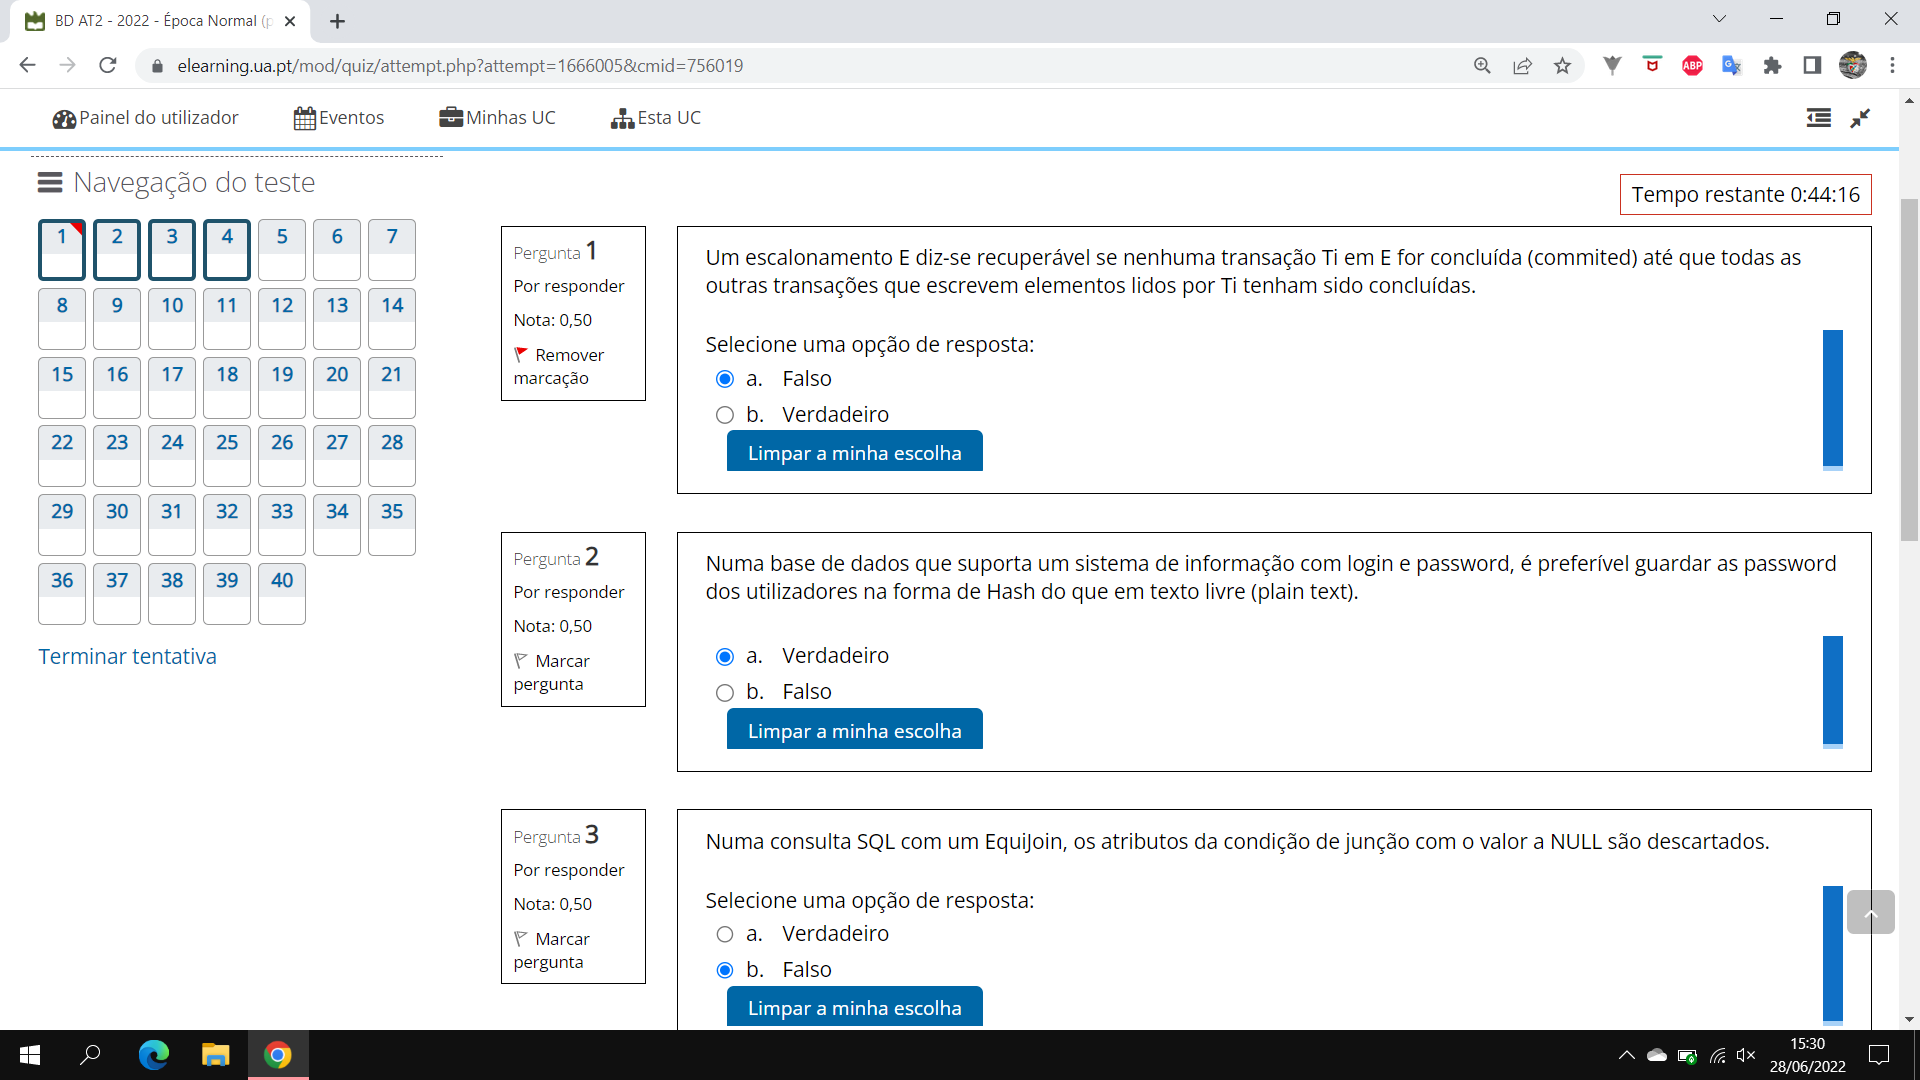 BD AT2 - 2022 - Época Normal (p
elearning.ua.pt/mod/quiz/attempt.php?attempt=1666005&cmid=756019
ABP
Painel do utilizador Eventos Minhas UC Esta UC
Navegação do teste
Tempo restante 0:44:16
1 2 3 4 5 6 7
8 9 10 11 12 13 14
15 16 17 18 19 20 21
22 23 24 25 26 27 28
29 30 31 32 33 34 35
36 37 38 39 40
Terminar tentativa
Pergunta 1
Por responder
Nota: 0,50
Remover
marcação
Um escalonamento E diz-se recuperável se nenhuma transação Ti em E for concluída (commited) até que todas as
outras transações que escrevem elementos lidos por Ti tenham sido concluídas.
Selecione uma opção de resposta:
a. Falso
b. Verdadeiro
Limpar a minha escolha
Pergunta 2
Por responder
Nota: 0,50
Marcar
pergunta
Numa base de dados que suporta um sistema de informação com login e password, é preferível guardar as password
dos utilizadores na forma de Hash do que em texto livre (plain text).
a. Verdadeiro
b. Falso
Limpar a minha escolha
Pergunta 3
Por responder
Nota: 0,50
Marcar
pergunta
Numa consulta SQL com um EquiJoin, os atributos da condição de junção com o valor a NULL são descartados.
Selecione uma opção de resposta:
a. Verdadeiro
b. Falso
Limpar a minha escolha
15:30
28/06/2022